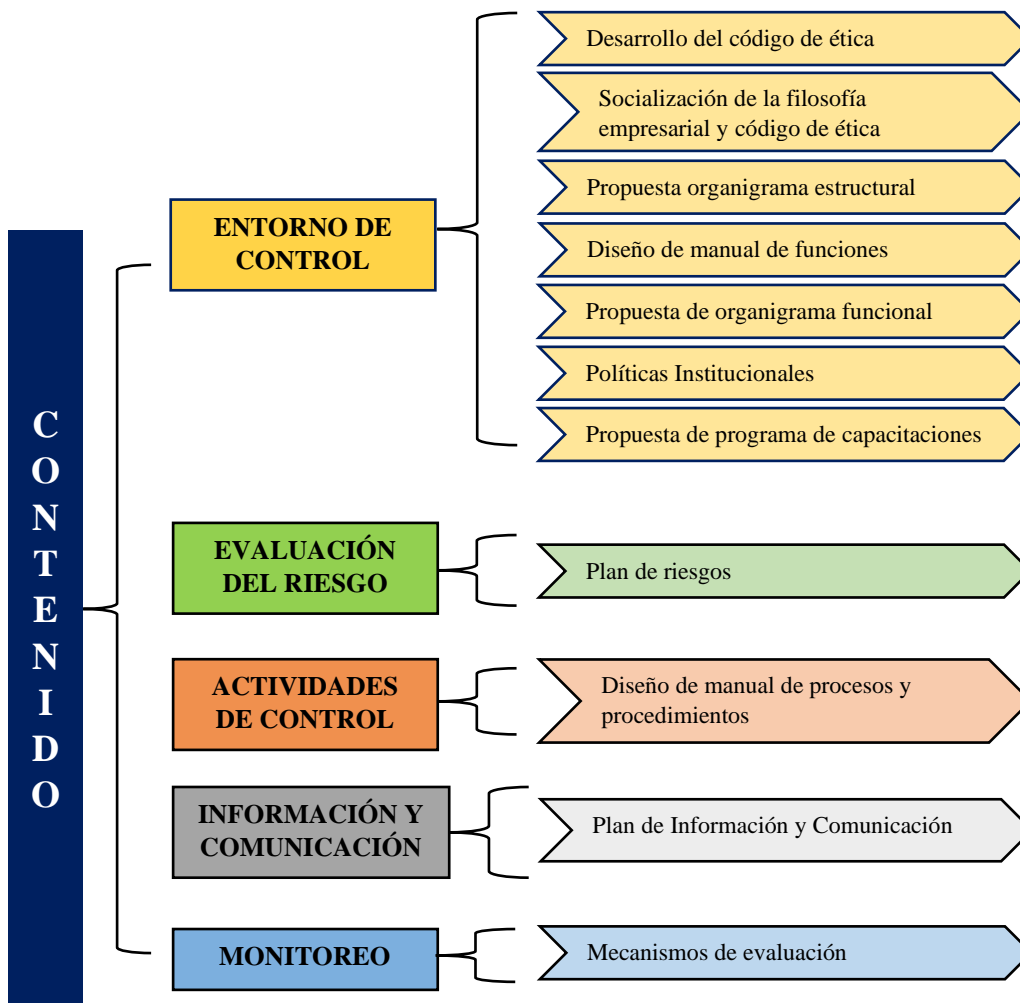 CONTENIDO
ENTORNO DE
CONTROL
Desarrollo del código de ética
Socialización de la filosofía
empresarial y código de ética
Propuesta organigrama estructural
Diseño de manual de funciones
Propuesta de organigrama funcional
Políticas Institucionales
Propuesta de programa de capacitaciones
EVALUACIÓN
DEL RIESGO
Plan de riesgos
ACTIVIDADES
DE CONTROL
Diseño de manual de procesos y
procedimientos
INFORMACIÓN Y
COMUNICACIÓN
Plan de Información y Comunicación
MONITOREO
Mecanismos de evaluación